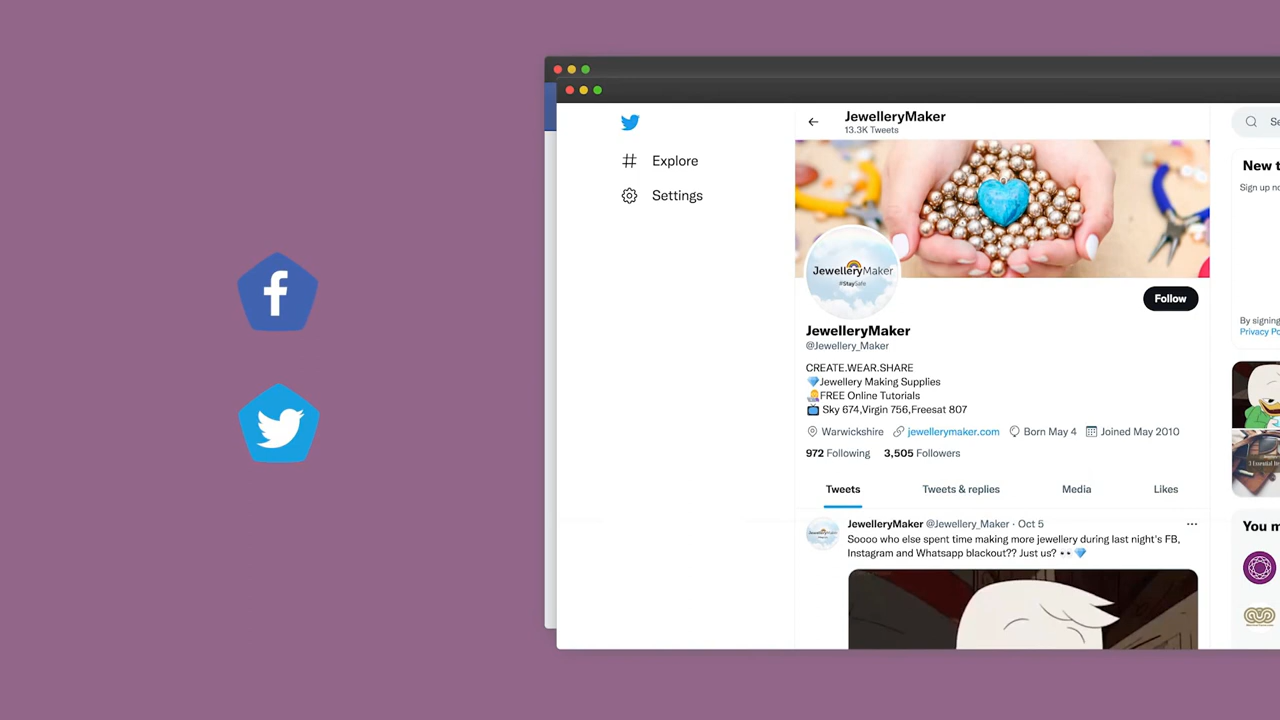 JewelleryMaker
13.3K Tweets
Explore
Settings
JewelleryMaker
#StaySafe
Follow
JewelleryMaker
@Jewellery_Maker
CREATE.WEAR.SHARE
Jewellery Making Supplies
FREE Online Tutorials
Sky 674,Virgin 756,Freesat 807
Warwickshire jewellerymaker.com Born May 4 Joined May 2010
972 Following 3,505 Followers
Tweets Tweets & replies Media Likes
JewelleryMaker @Jewellery_Maker · Oct 5
Soooo who else spent time making more jewellery during last night's FB,
Instagram and Whatsapp blackout?? Just us?
Se
New t
Sign up no
By signing
Privacy Po
You m